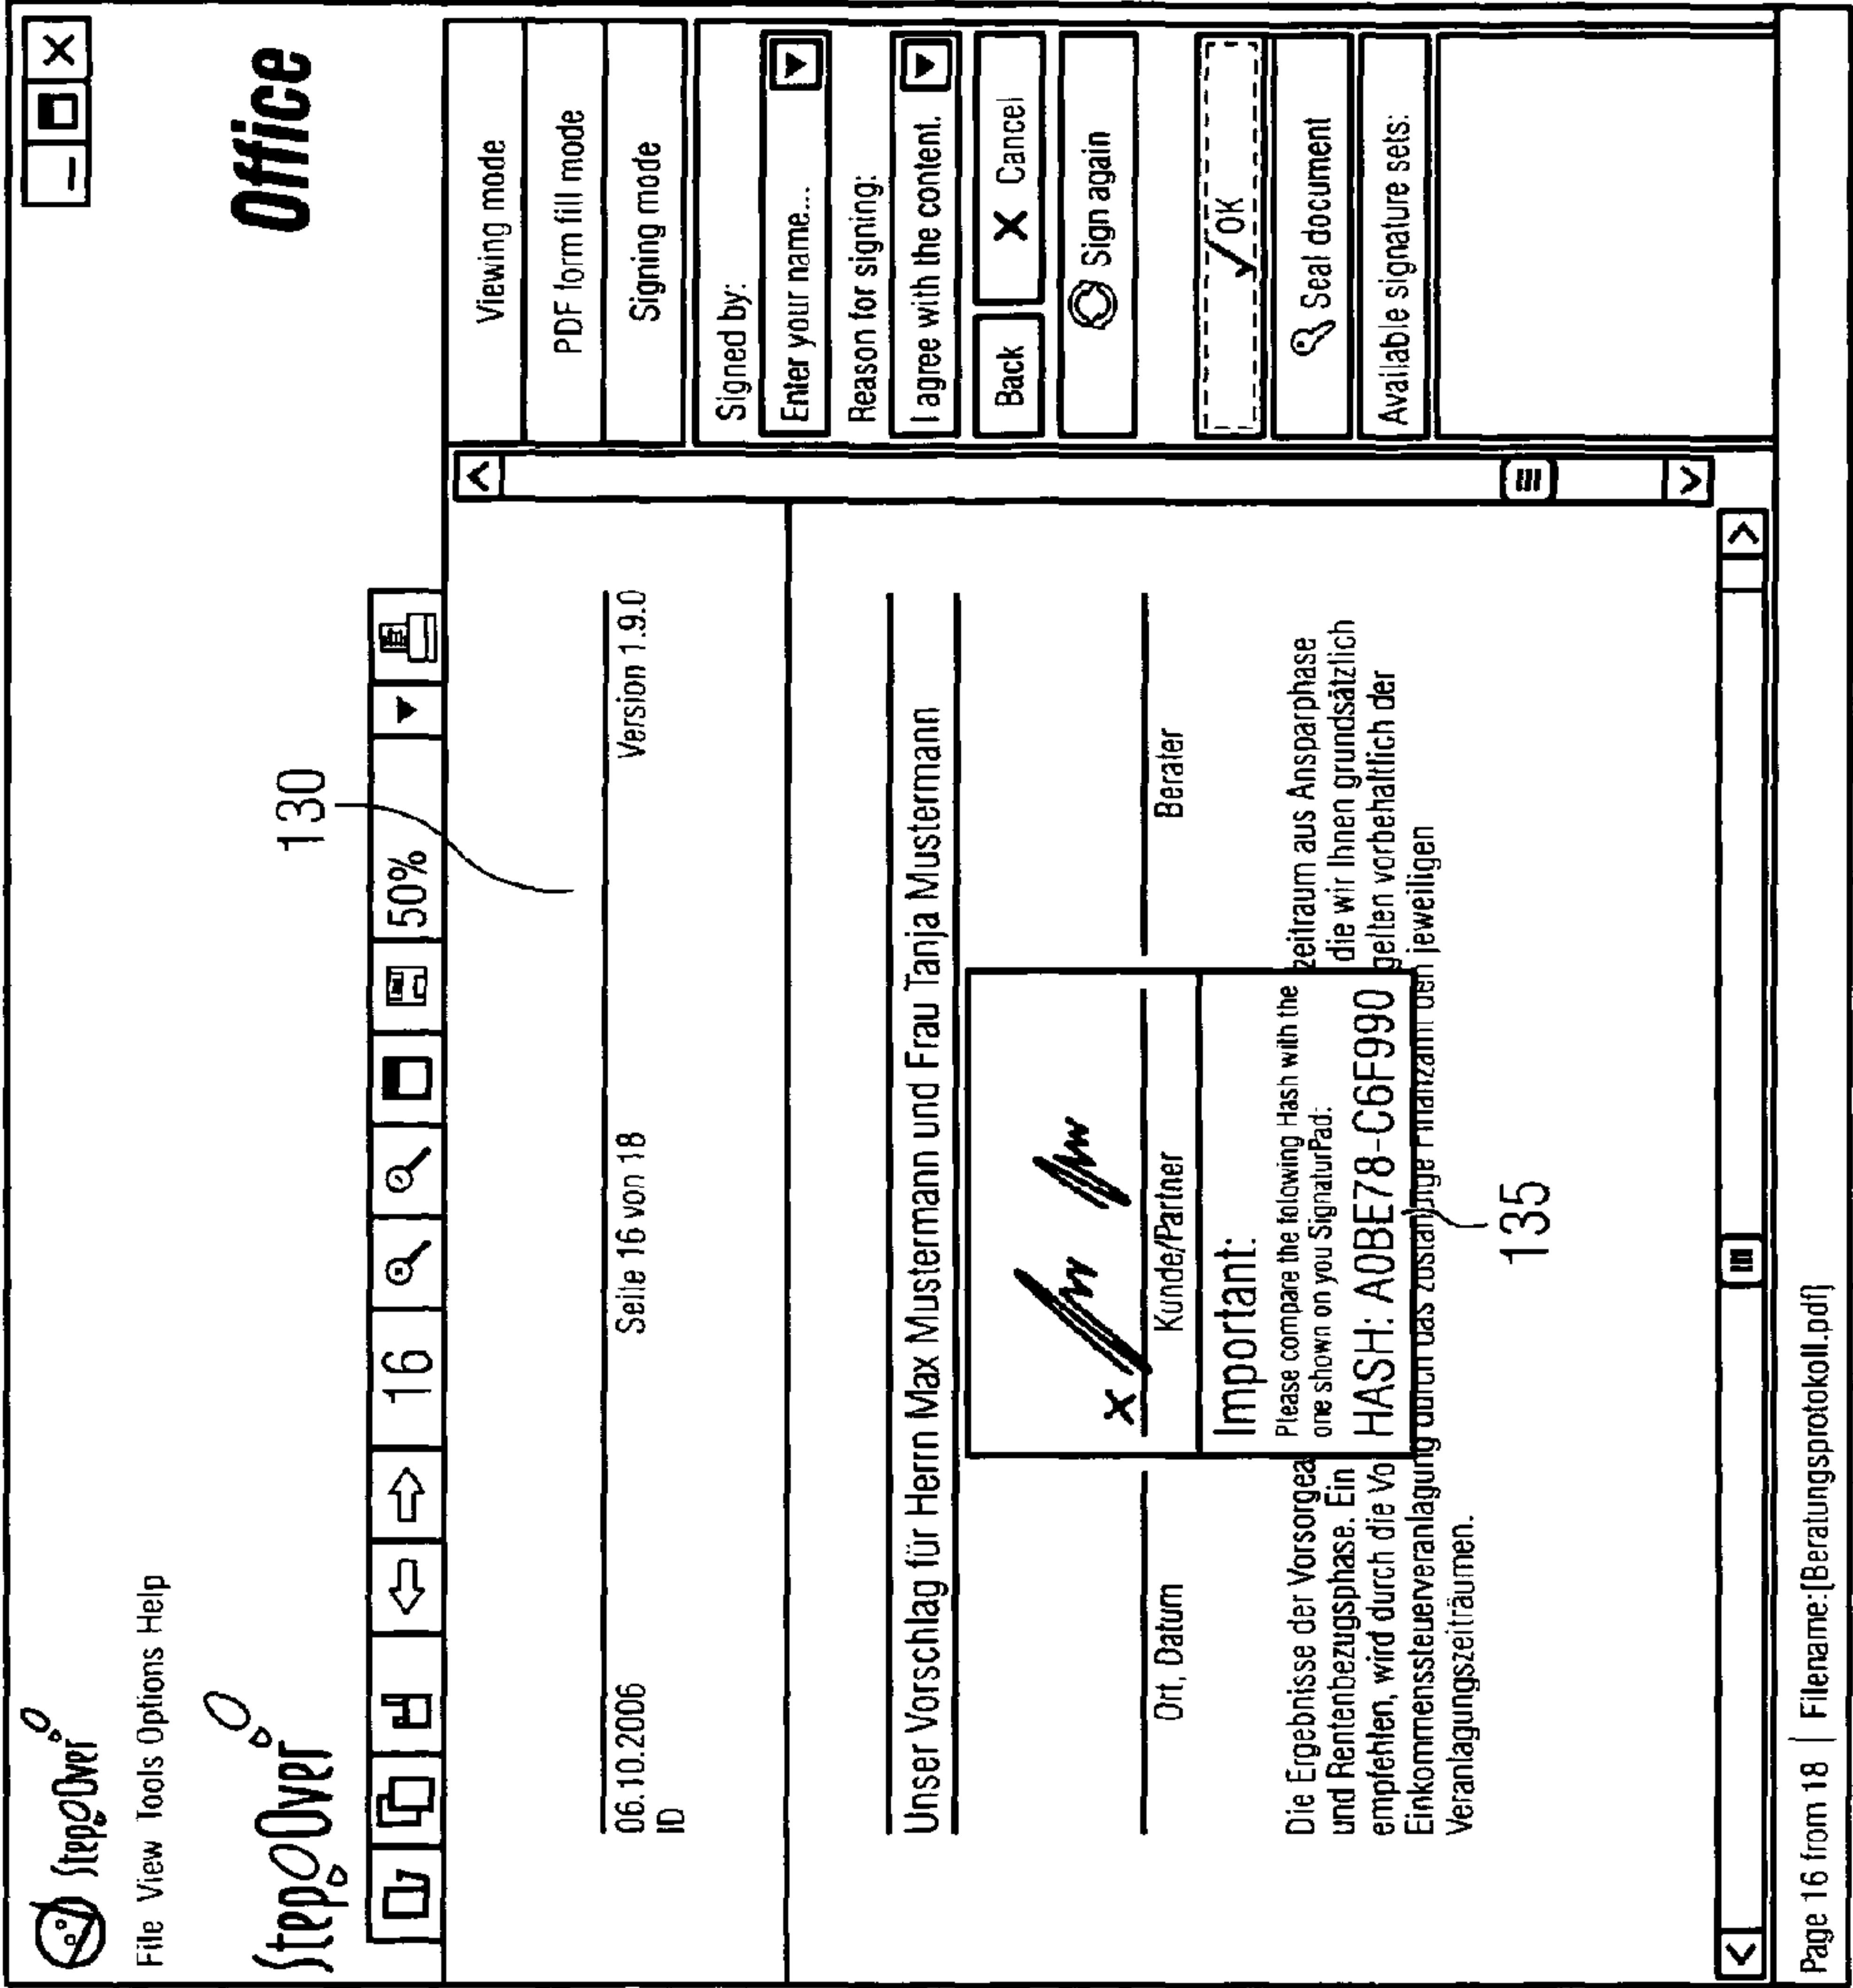 StepOver
File View Tools Options Help
StepOver
Office
130
16
50%
Viewing mode
PDF form fill mode
Signing mode
Signed by:
Enter your name...
Reason for signing:
I agree with the content.
Back
X Cancel
Sign again
✓OK
Seal document
Available signature sets:
06.10.2006
Seite 16 von 18
Version 1.9.0
ID
Unser Vorschlag für Herrn Max Mustermann und Frau Tanja Mustermann
x
Ort, Datum
Kunde/Partner
Berater
Important:
Please compare the following Hash with the
one shown on you SignaturPad:
HASH: A0BE78-C6F990
Die Ergebnisse der Vorsorgea zeitraum aus Ansparphase
und Rentenbezugsphase. Ein die wir Ihnen grundsätzlich
empfehlen, wird durch die Vo gelten vorbehaltlich der
Einkommenssteuerveranlagung durch das zuständige Finanzamt den jeweiligen
Veranlagungszeiträumen.
135
Page 16 from 18 | Filename:[Beratungsprotokoll.pdf]